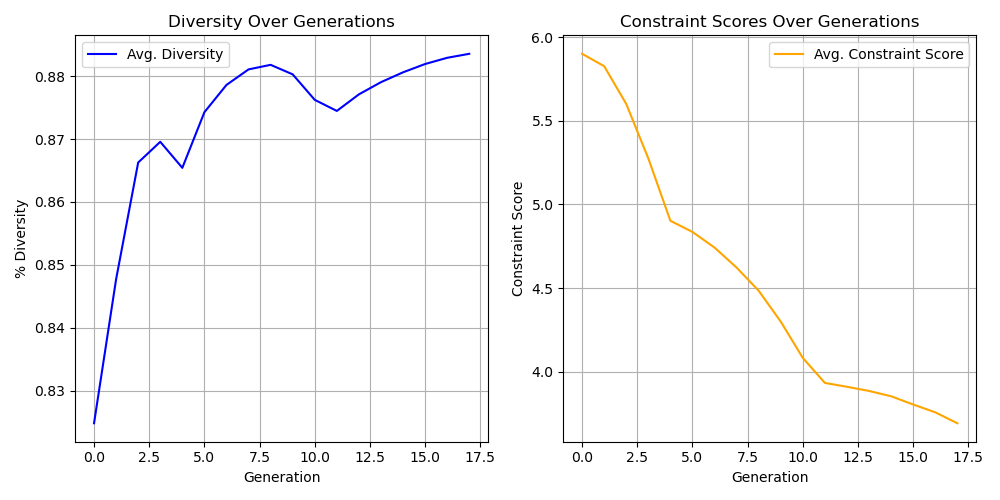 Diversity Over Generations
Avg. Diversity
0.88
0.87
0.86
0.85
0.84
0.83
% Diversity
0.0 2.5 5.0 7.5 10.0 12.5 15.0 17.5
Generation
Constraint Scores Over Generations
Avg. Constraint Score
6.0
5.5
5.0
4.5
4.0
Constraint Score
0.0 2.5 5.0 7.5 10.0 12.5 15.0 17.5
Generation